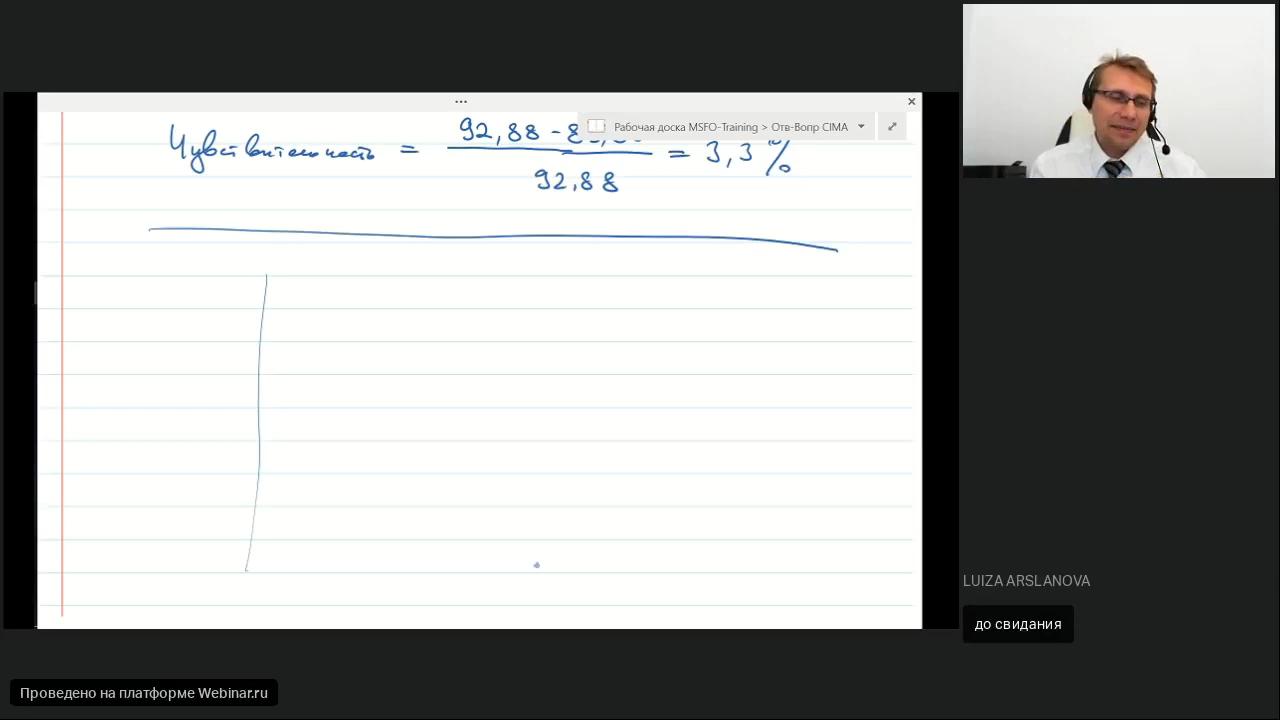 Чувствительность = 92,88 - 8 / 92,88 = 3,3 %
Рабочая доска MSFO-Training > Отв-Вопр CIMA
LUIZA ARSLANOVA
до свидания
Проведено на платформе Webinar.ru